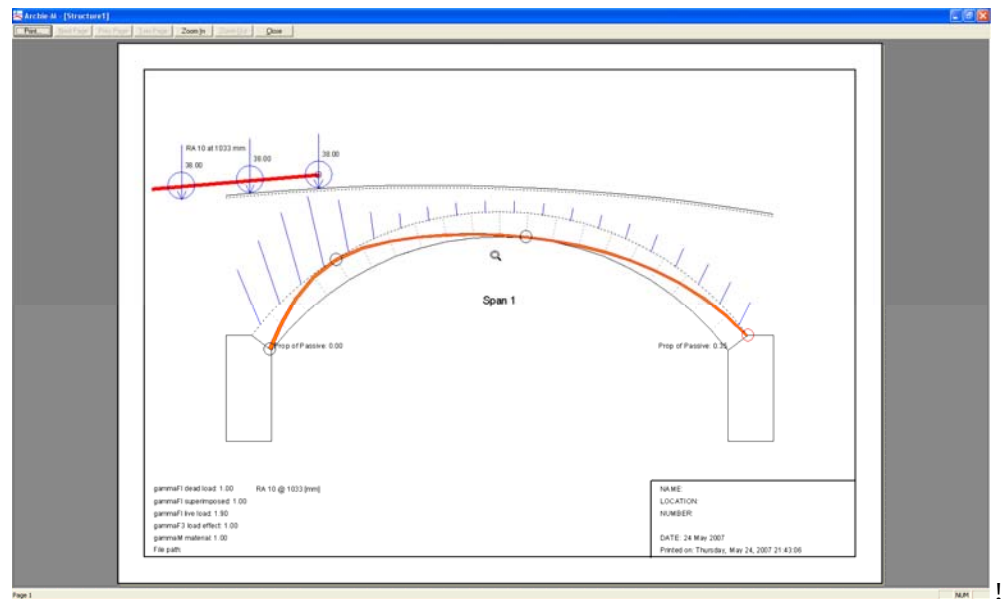 Archie-M - [Structure1]
Print... Next Page Prev Page Two Page Zoom In Zoom Out Close
RA 10 at 1033 mm
36.00 36.00 38.00
Span 1
Prop of Passive: 0.00
Prop of Passive: 0.35
gammaFl dead load: 1.00 RA 10 @ 1033 [mm]
gammaFl superimposed: 1.00
gammaFl live load: 1.90
gammaF3 load effect: 1.00
gammaM material: 1.00
File path
NAME:
LOCATION:
NUMBER:
DATE: 24 May 2007
Printed on: Thursday, May 24, 2007 21:43:06
Page 1
NUM
!